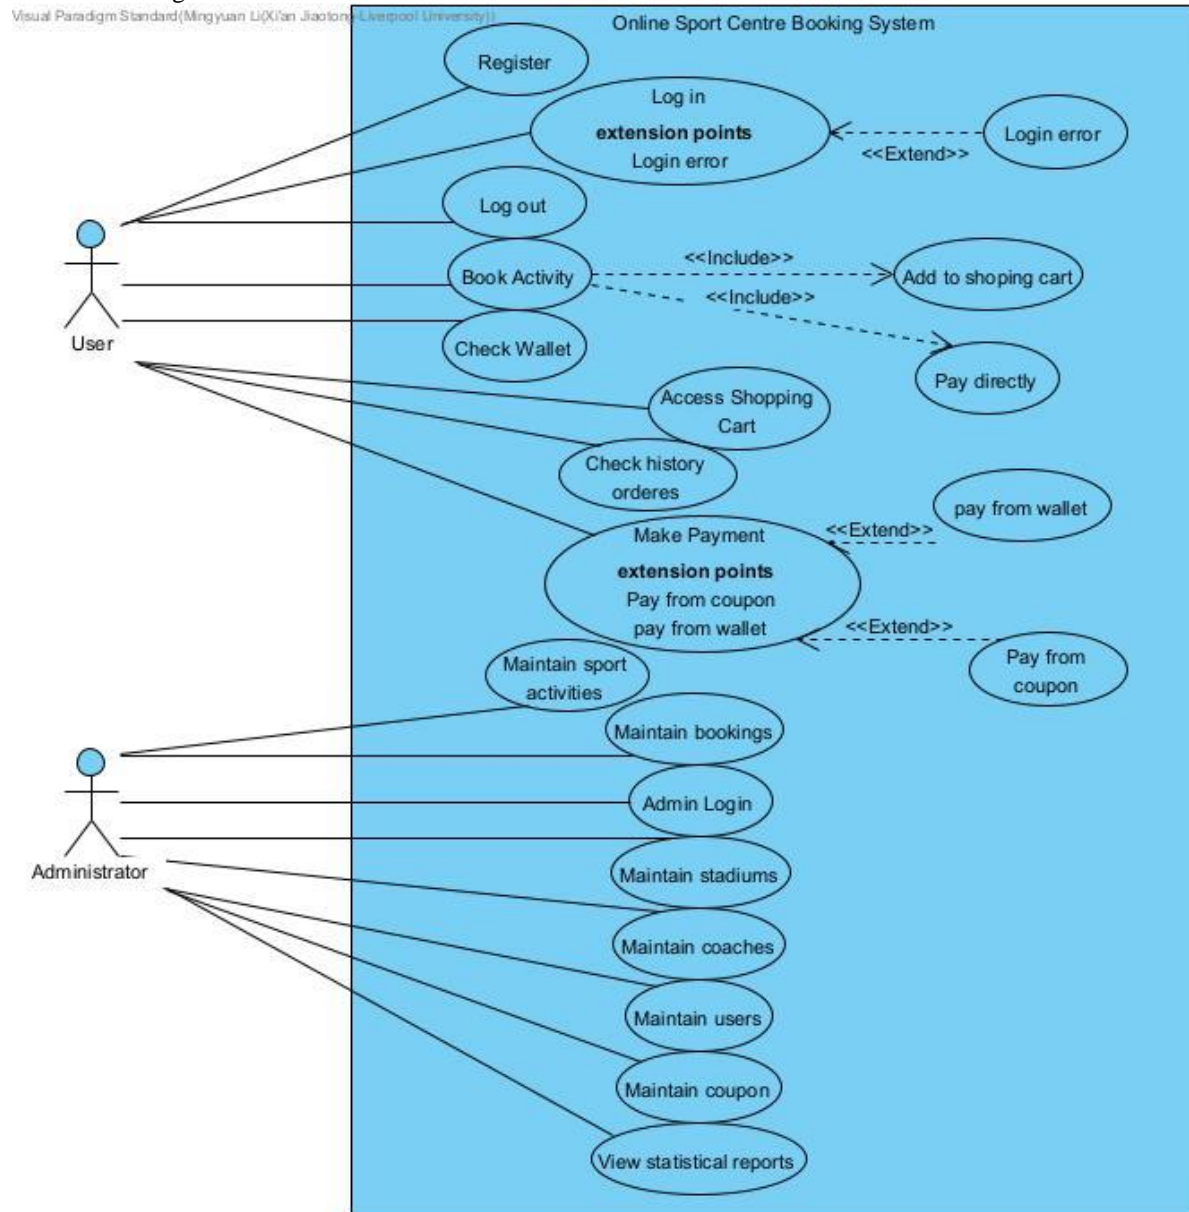 Visual Paradigm Standard(Mingyuan Li(Xi'an Jiaotong-Liverpool University))
Online Sport Centre Booking System
Register
Log in
extension points
Login error
Login error
<<Extend>>
Log out
<<Include>>
Book Activity
Add to shoping cart
<<Include>>
User
Check Wallet
Pay directly
Access Shopping
Cart
Check history
orderes
pay from wallet
<<Extend>>
Make Payment
extension points
Pay from coupon
pay from wallet
<<Extend>>
Pay from
coupon
Maintain sport
activities
Maintain bookings
Admin Login
Administrator
Maintain stadiums
Maintain coaches
Maintain users
Maintain coupon
View statistical reports